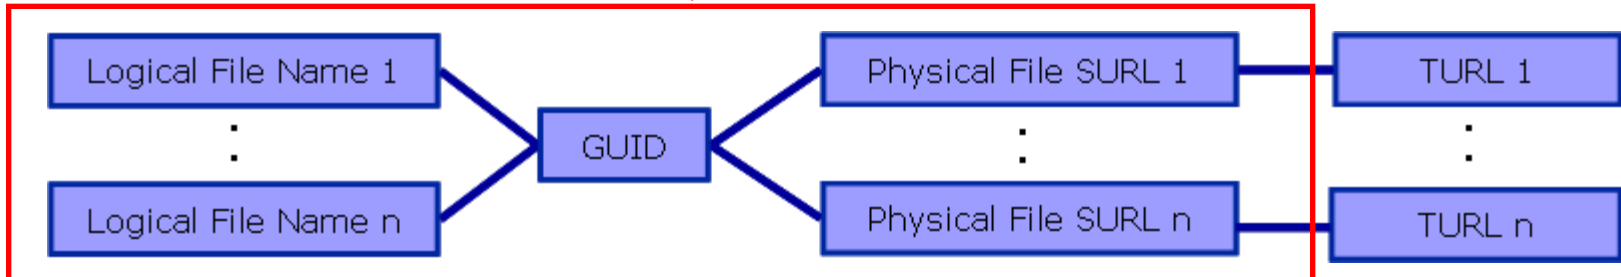 Logical File Name 1
Physical File SURL 1
TURL 1
GUID
Logical File Name n
Physical File SURL n
TURL n